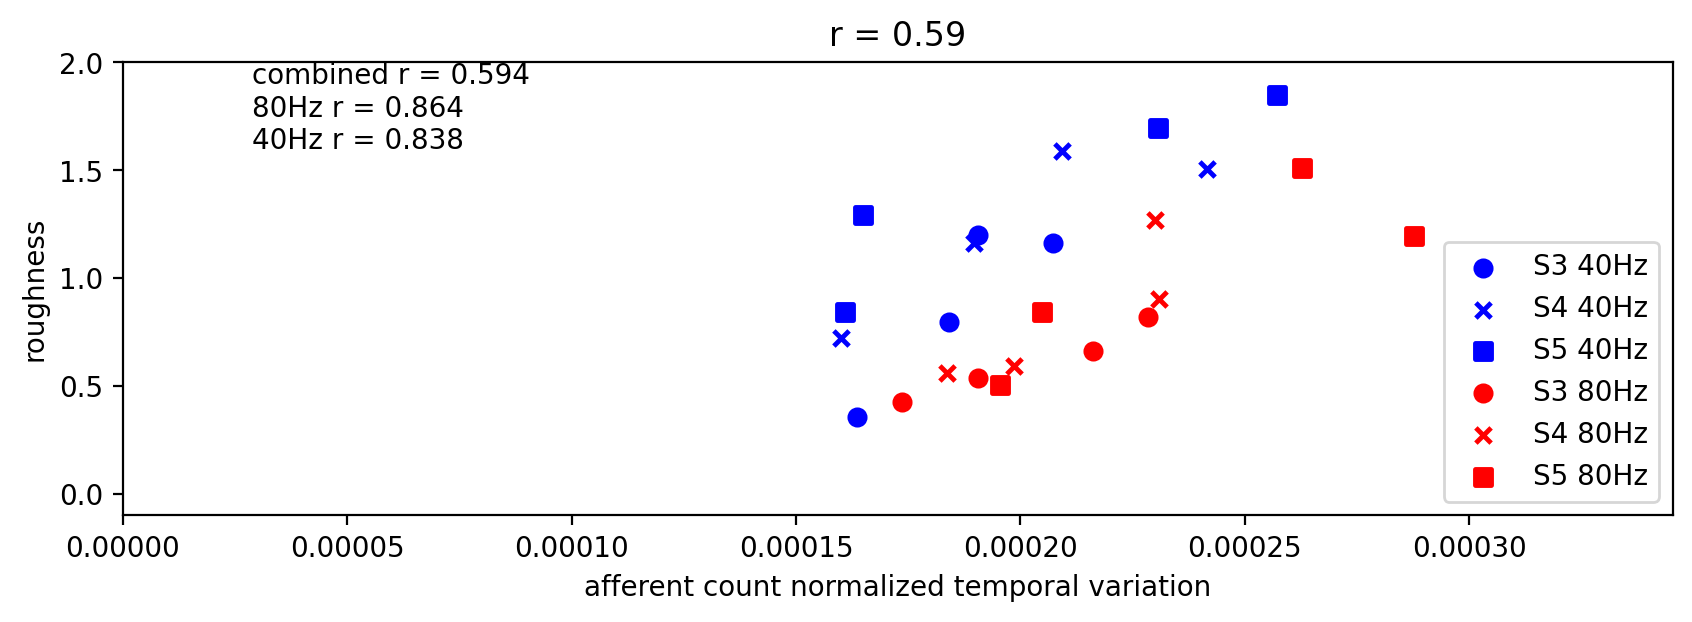 r = 0.59
combined r = 0.594
80Hz r = 0.864
40Hz r = 0.838
2.0
1.5
1.0
0.5
0.0
roughness
S3 40Hz
S4 40Hz
S5 40Hz
S3 80Hz
S4 80Hz
S5 80Hz
0.00000 0.00005 0.00010 0.00015 0.00020 0.00025 0.00030
afferent count normalized temporal variation